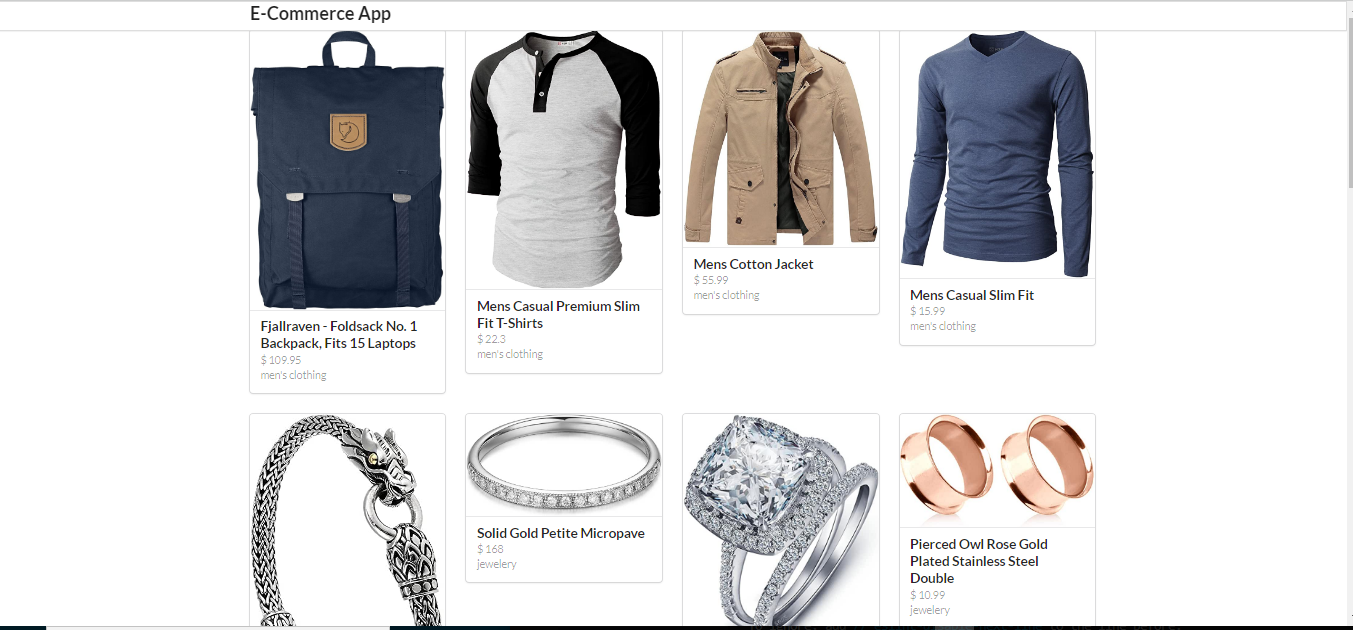 E-Commerce App
Fjallraven - Foldsack No. 1
Backpack, Fits 15 Laptops
$ 109.95
men's clothing
Mens Casual Premium Slim
Fit T-Shirts
$ 22.3
men's clothing
Mens Cotton Jacket
$ 55.99
men's clothing
Mens Casual Slim Fit
$ 15.99
men's clothing
Solid Gold Petite Micropave
$ 168
jewelery
Pierced Owl Rose Gold
Plated Stainless Steel
Double
$ 10.99
jewelery